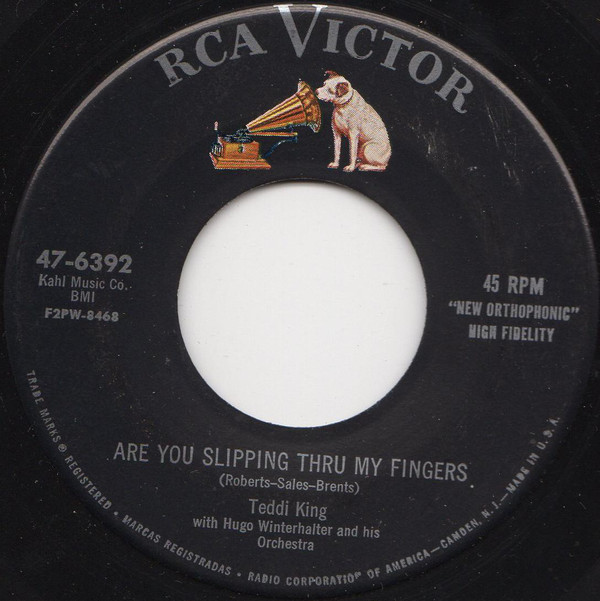 RCA VICTOR
47-6392
Kahl Music Co.-
BMI
F2PW-8468
45 RPM
"NEW ORTHOPHONIC"
HIGH FIDELITY
ARE YOU SLIPPING THRU MY FINGERS
(Roberts-Sales-Brents)
Teddi King
with Hugo Winterhalter and his
Orchestra
TRADE MARKS ® REGISTERED • MARCAS REGISTRADAS • RADIO CORPORATION OF AMERICA—CAMDEN, N. J.—MADE IN U.S.A.